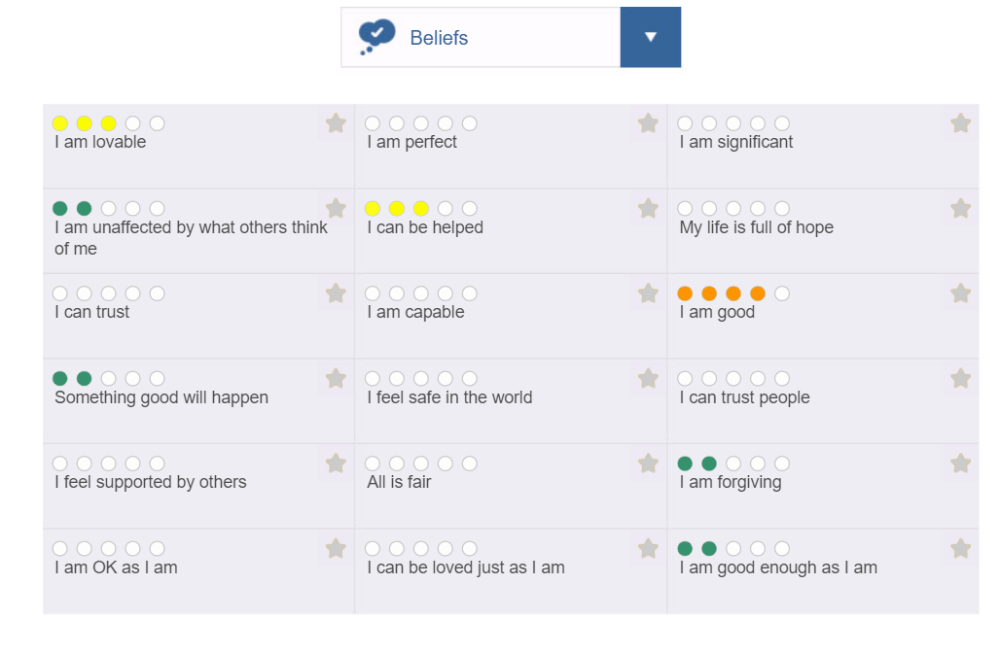 Beliefs
I am lovable
I am perfect
I am significant
I am unaffected by what others think
of me
I can be helped
My life is full of hope
I can trust
I am capable
I am good
Something good will happen
I feel safe in the world
I can trust people
I feel supported by others
All is fair
I am forgiving
I am OK as I am
I can be loved just as I am
I am good enough as I am